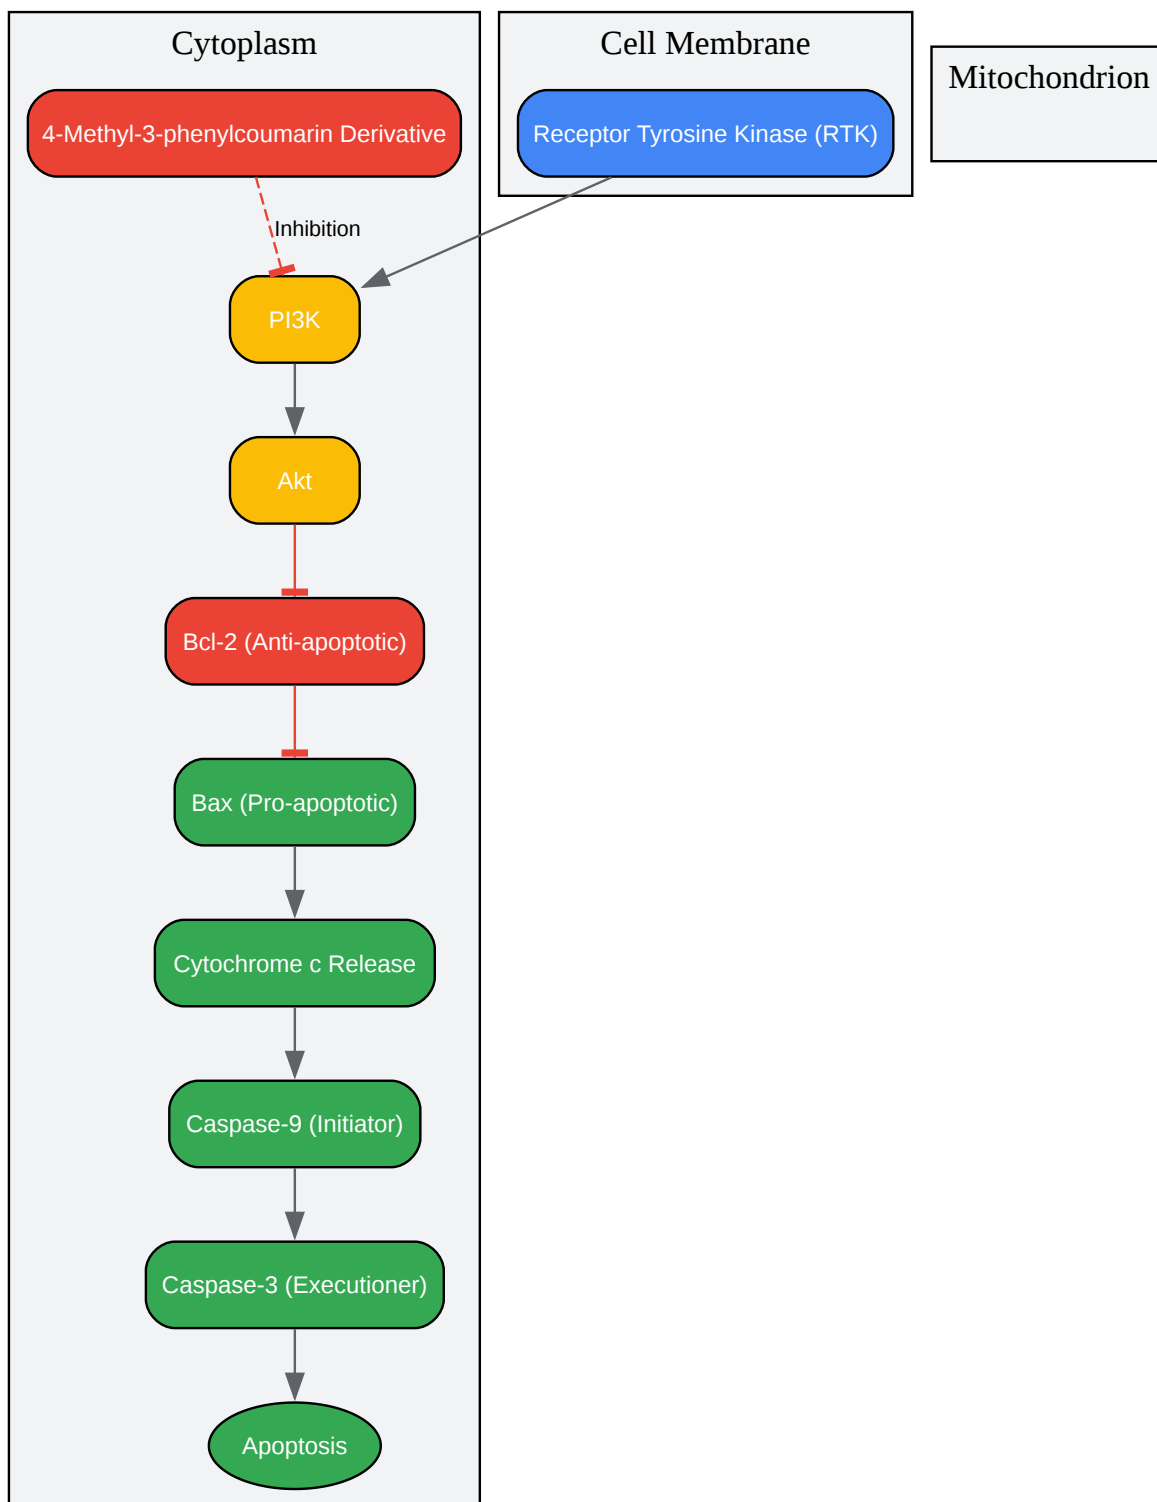 Cytoplasm
Cell Membrane
Mitochondrion
4-Methyl-3-phenylcoumarin Derivative
Receptor Tyrosine Kinase (RTK)
Inhibition
PI3K
Akt
Bcl-2 (Anti-apoptotic)
Bax (Pro-apoptotic)
Cytochrome c Release
Caspase-9 (Initiator)
Caspase-3 (Executioner)
Apoptosis